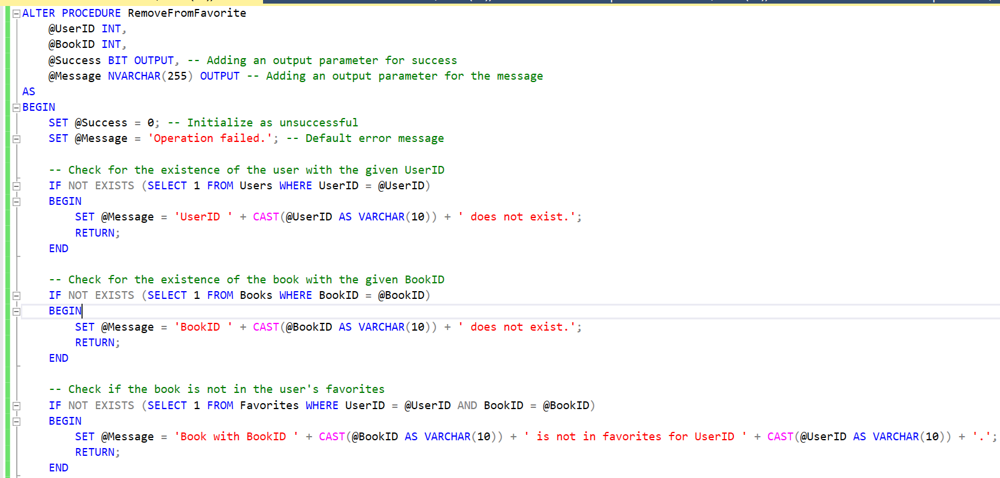 ALTER PROCEDURE RemoveFromFavorite
    @UserID INT,
    @BookID INT,
    @Success BIT OUTPUT, -- Adding an output parameter for success
    @Message NVARCHAR(255) OUTPUT -- Adding an output parameter for the message
AS
BEGIN
    SET @Success = 0; -- Initialize as unsuccessful
    SET @Message = 'Operation failed.'; -- Default error message

    -- Check for the existence of the user with the given UserID
    IF NOT EXISTS (SELECT 1 FROM Users WHERE UserID = @UserID)
    BEGIN
        SET @Message = 'UserID ' + CAST(@UserID AS VARCHAR(10)) + ' does not exist.';
        RETURN;
    END

    -- Check for the existence of the book with the given BookID
    IF NOT EXISTS (SELECT 1 FROM Books WHERE BookID = @BookID)
    BEGIN
        SET @Message = 'BookID ' + CAST(@BookID AS VARCHAR(10)) + ' does not exist.';
        RETURN;
    END

    -- Check if the book is not in the user's favorites
    IF NOT EXISTS (SELECT 1 FROM Favorites WHERE UserID = @UserID AND BookID = @BookID)
    BEGIN
        SET @Message = 'Book with BookID ' + CAST(@BookID AS VARCHAR(10)) + ' is not in favorites for UserID ' + CAST(@UserID AS VARCHAR(10)) + '.';
        RETURN;
    END